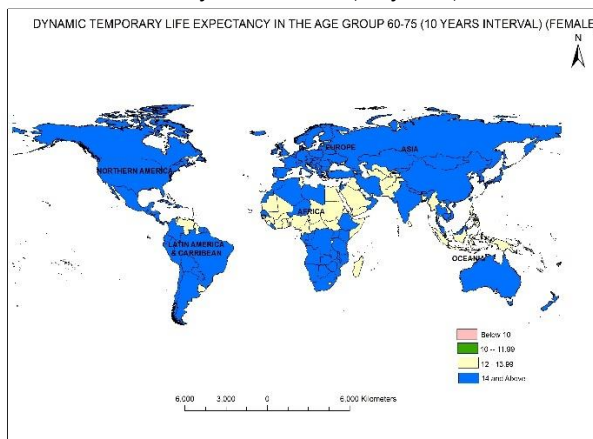 DYNAMIC TEMPORARY LIFE EXPECTANCY IN THE AGE GROUP 60-75 (10 YEARS INTERVAL) (FEMALE
N
EUROPE
ASIA
NORTHERN AMERICA
AFRICA
LATIN AMERICA
& CARRISEAN
OCEANIA
Below 10
10 -- 11.99
12 - 13.99
14 and Above
6,000 3,000 0 6,000 Kilometers